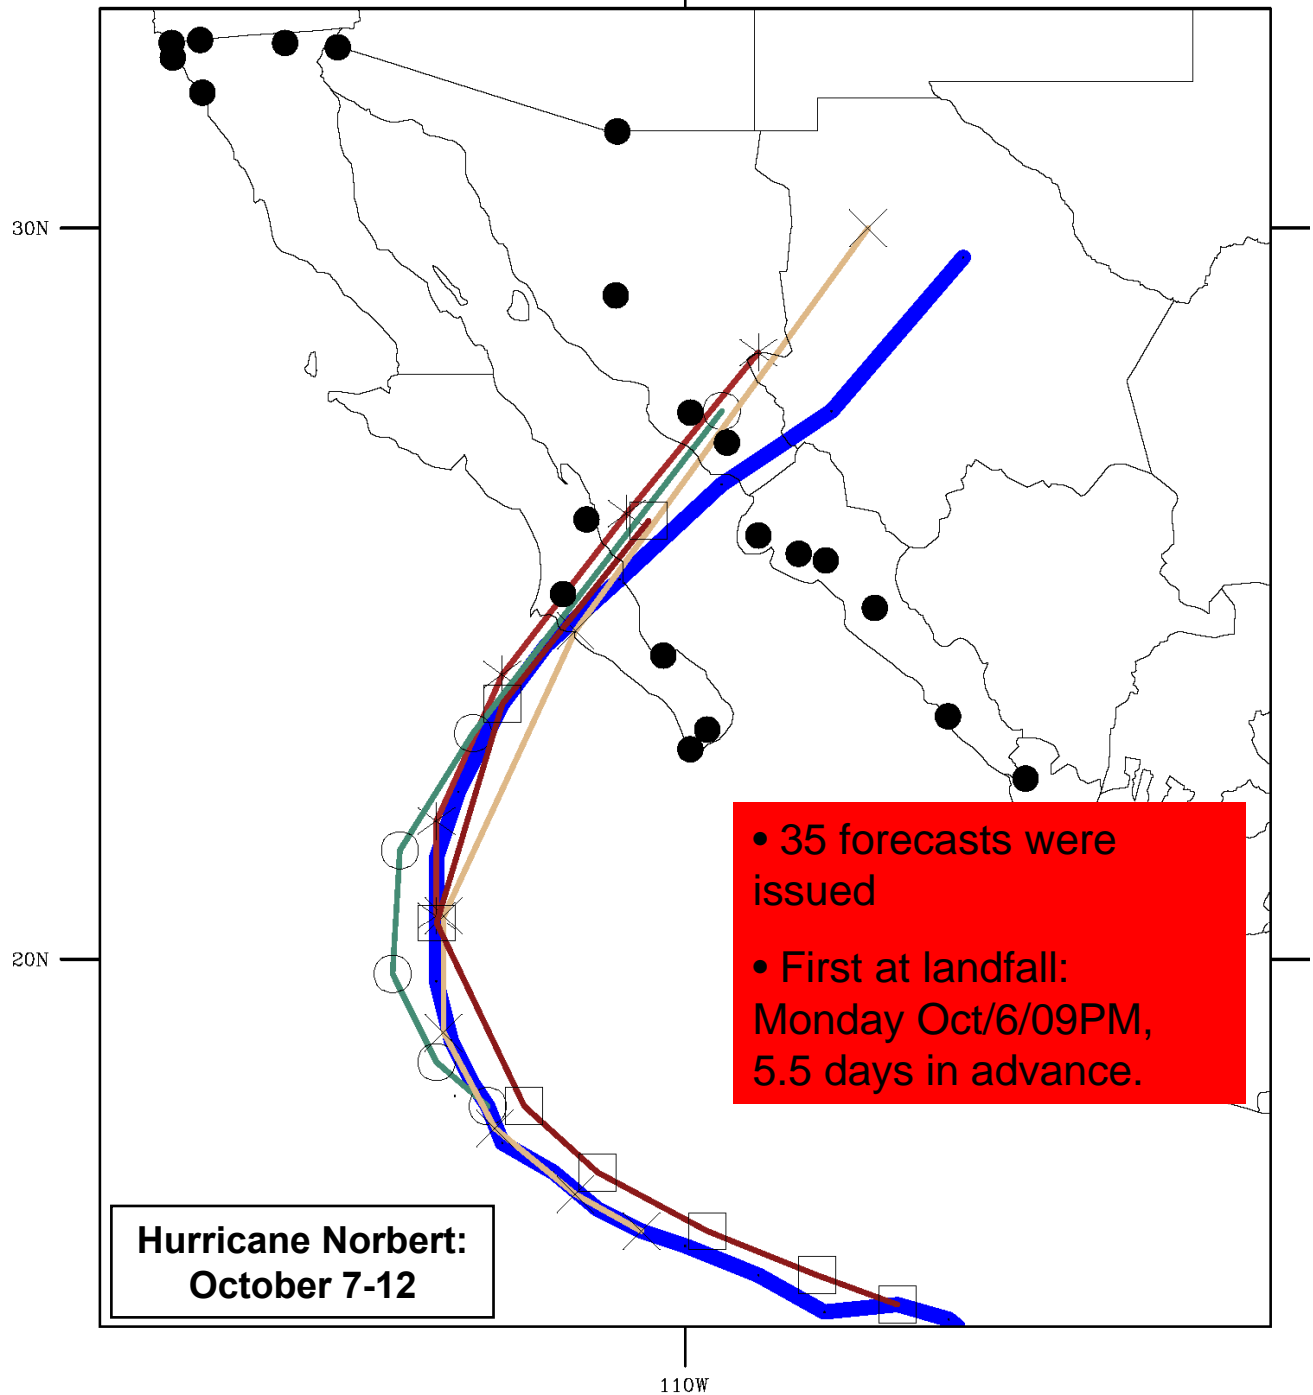 30N
• 35 forecasts were
issued
• First at landfall:
Monday Oct/6/09PM,
5.5 days in advance.
20N
Hurricane Norbert:
October 7-12
110W